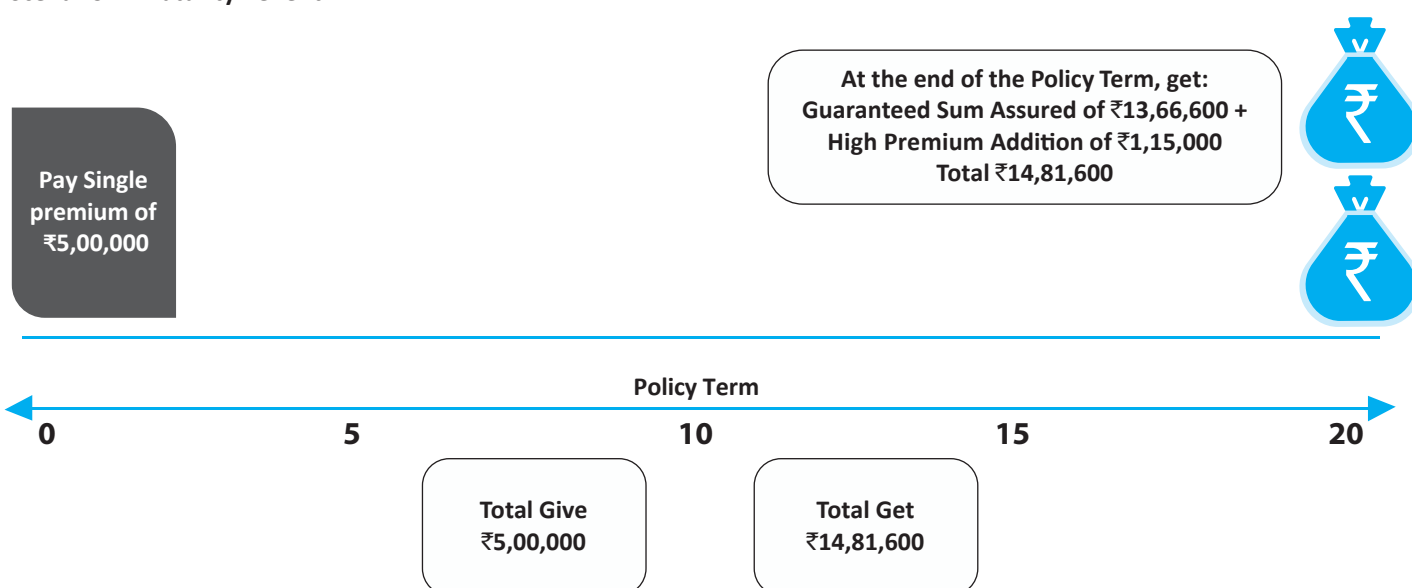 Pay Single
premium of
₹5,00,000
At the end of the Policy Term, get:
Guaranteed Sum Assured of ₹13,66,600 +
High Premium Addition of ₹1,15,000
Total ₹14,81,600
₹
₹
Policy Term
0 5 10 15 20
Total Give
₹5,00,000
Total Get
₹14,81,600